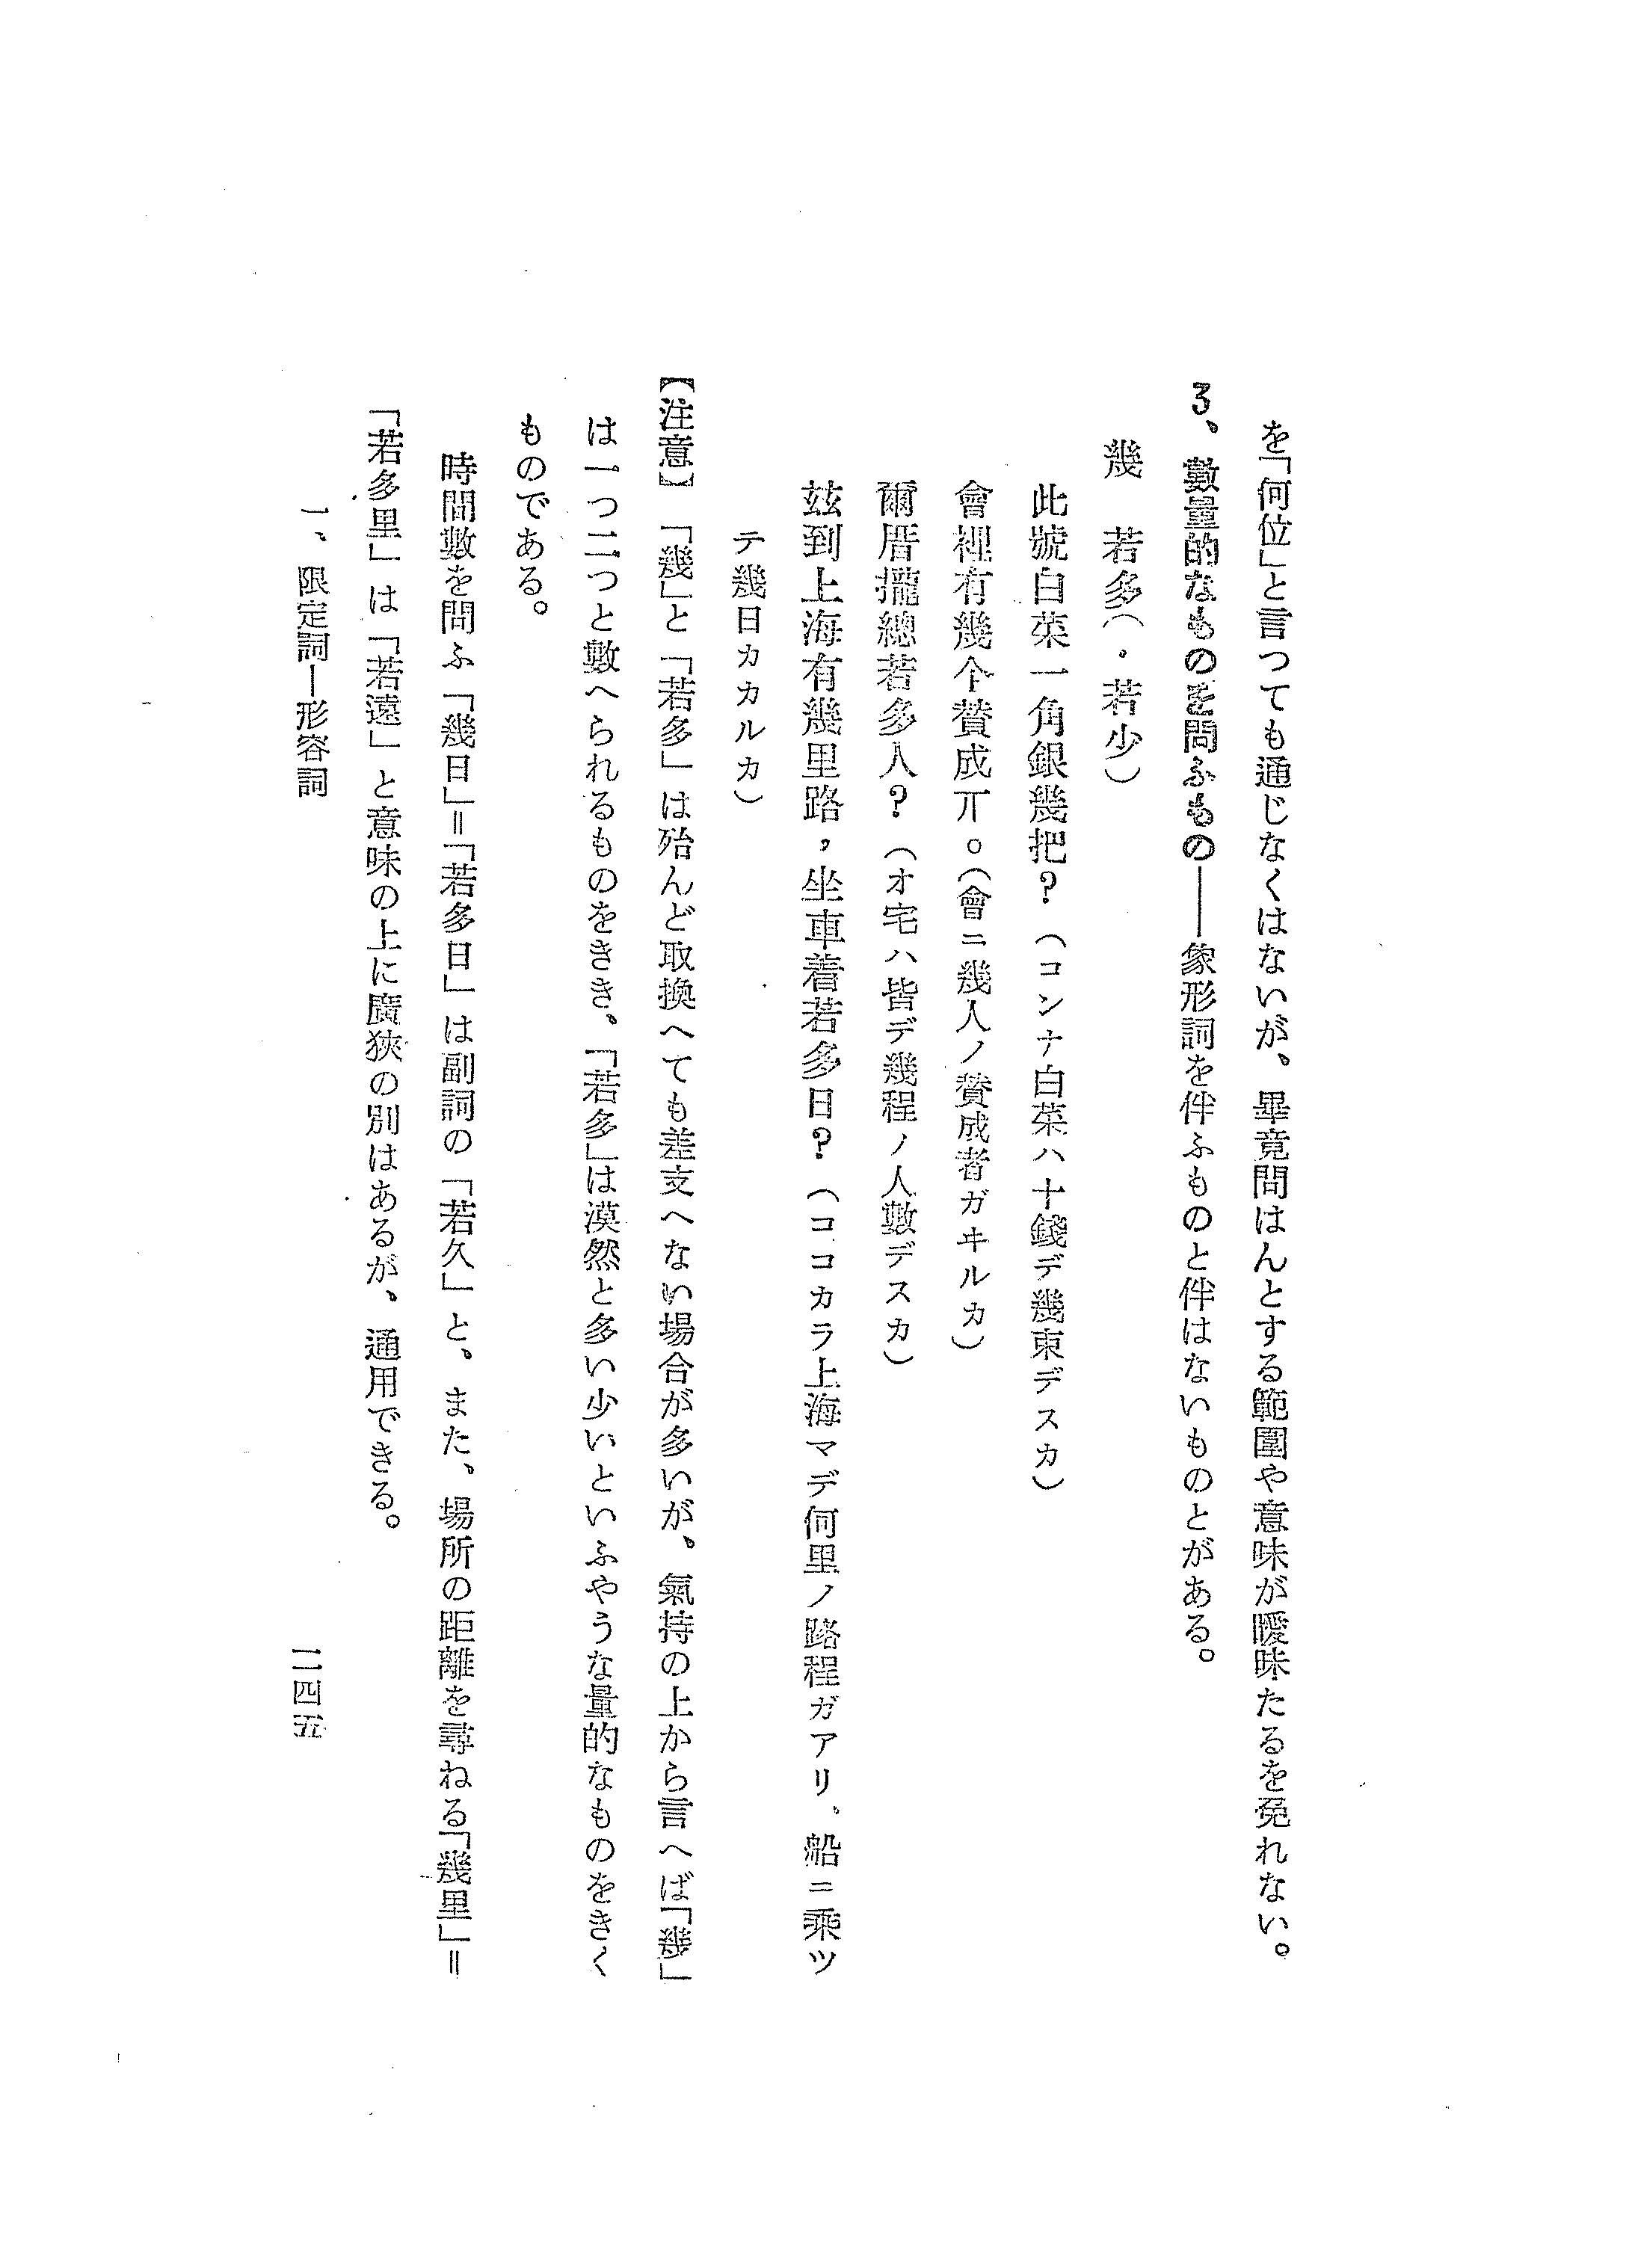 を「何位」と言つても通じなくはないが、畢竟問はんとする範圍や意味が曖昧たるを免れない。
3、數量的なものを問ふもの——象形詞を伴ふものと伴はないものとがある。
幾　若多（・若少）
此號白菜一角銀幾把？（コンナ白菜ハ十錢デ幾束デスカ）
會裡有幾个賛成丌。（會ニ幾人ノ賛成者ガヰルカ）
爾厝攏總若多人？（オ宅ハ皆デ幾程ノ人數デスカ）
玆到上海有幾里路，坐車着若多日？（ココカラ上海マデ何里ノ路程ガアリ、船ニ乘ツ
テ幾日カカルカ）
【注意】「幾」と「若多」は殆んど取換へても差支へない場合が多いが、氣持の上から言へば「幾」
は一つ二つと數へられるものをきき、「若多」は漠然と多い少いといふやうな量的なものをきく
ものである。
時間數を問ふ「幾日」＝「若多日」は副詞の「若久」と、また、場所の距離を尋ねる「幾里」＝
「若多里」は「若遠」と意味の上に廣狹の別はあるが、通用できる。
一、限定詞—形容詞
二四五